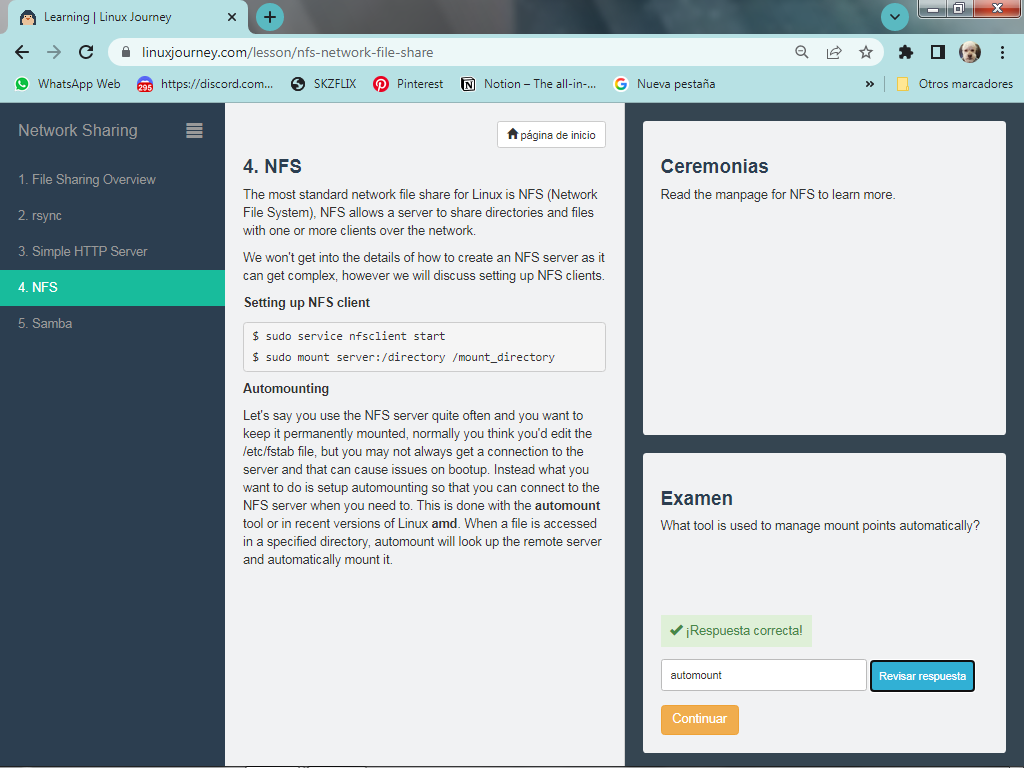 Learning | Linux Journey
linuxjourney.com/lesson/nfs-network-file-share
WhatsApp Web
295
https://discord.com...
SKZFLIX
Pinterest
Notion – The all-in-...
Nueva pestaña
»
Otros marcadores
Network Sharing
1. File Sharing Overview
2. rsync
3. Simple HTTP Server
4. NFS
5. Samba
página de inicio
4. NFS
The most standard network file share for Linux is NFS (Network
File System), NFS allows a server to share directories and files
with one or more clients over the network.
We won't get into the details of how to create an NFS server as it
can get complex, however we will discuss setting up NFS clients.
Setting up NFS client
$ sudo service nfsclient start
$ sudo mount server:/directory /mount_directory
Automounting
Let's say you use the NFS server quite often and you want to
keep it permanently mounted, normally you think you'd edit the
/etc/fstab file, but you may not always get a connection to the
server and that can cause issues on bootup. Instead what you
want to do is setup automounting so that you can connect to the
NFS server when you need to. This is done with the automount
tool or in recent versions of Linux amd. When a file is accessed
in a specified directory, automount will look up the remote server
and automatically mount it.
Ceremonias
Read the manpage for NFS to learn more.
Examen
What tool is used to manage mount points automatically?
¡Respuesta correcta!
automount
Revisar respuesta
Continuar